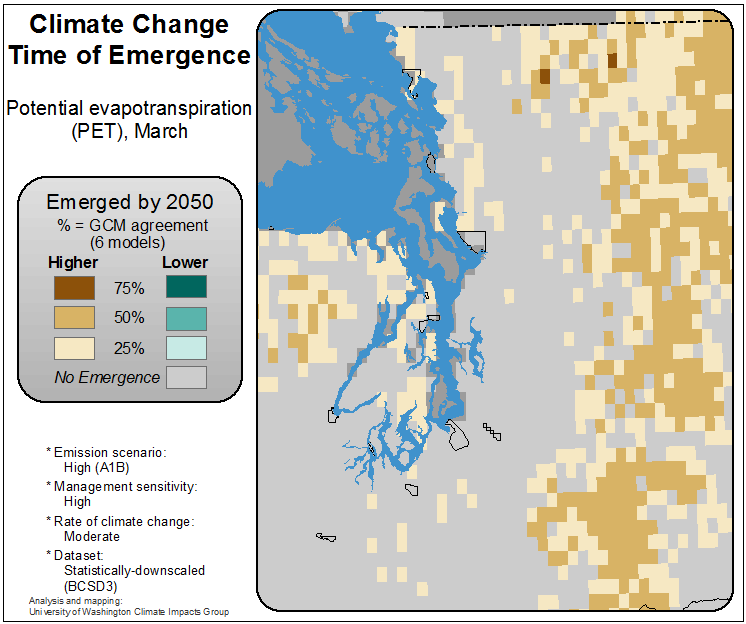 Climate Change
Time of Emergence
Potential evapotranspiration
(PET), March
Emerged by 2050
% = GCM agreement
(6 models)
Higher Lower
75%
50%
25%
No Emergence
* Emission scenario:
High (A1B)
* Management sensitivity:
High
* Rate of climate change:
Moderate
* Dataset:
Statistically-downscaled
(BCSD3)
Analysis and mapping:
University of Washington Climate Impacts Group